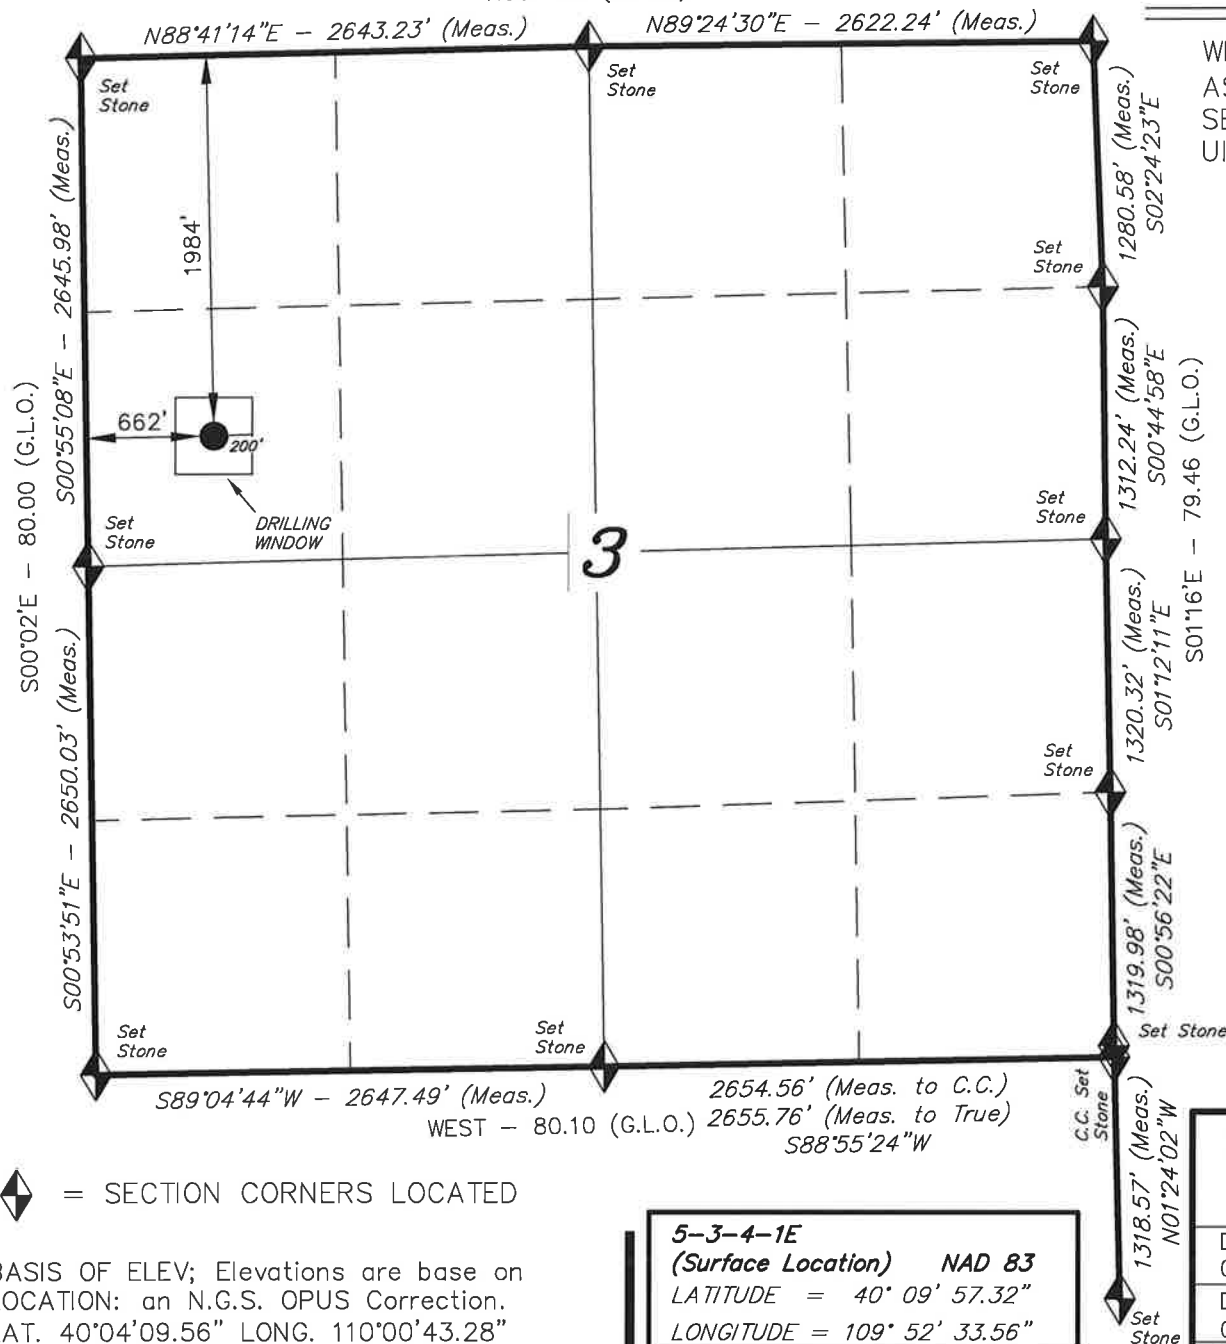 N88°41'14"E - 2643.23' (Meas.)
N89°24'30"E - 2622.24' (Meas.)
Set
Stone
Set
Stone
Set
Stone
1280.58' (Meas.)
S02°24'23"E
S00°55'08"E - 2645.98' (Meas.)
1984'
Set
Stone
662'
200'
DRILLING
WINDOW
1312.24' (Meas.)
S00°44'58"E
S00°02'E - 80.00 (G.L.O.)
S01°16'E - 79.46 (G.L.O.)
Set
Stone
Set
Stone
3
S00°53'51"E - 2650.03' (Meas.)
1320.32' (Meas.)
S01°12'11"E
Set
Stone
1319.98' (Meas.)
S00°56'22"E
Set
Stone
Set
Stone
Set Stone
S89°04'44"W - 2647.49' (Meas.)
2654.56' (Meas. to C.C.)
WEST - 80.10 (G.L.O.)
2655.76' (Meas. to True)
S88°55'24"W
C.C. Set
Stone
1318.57' (Meas.)
N01°24'02"W
Set
Stone
= SECTION CORNERS LOCATED
BASIS OF ELEV; Elevations are base on
LOCATION: an N.G.S. OPUS Correction.
LAT. 40°04'09.56" LONG. 110°00'43.28"
5-3-4-1E
(Surface Location) NAD 83
LATITUDE = 40° 09' 57.32"
LONGITUDE = 109° 52' 33.56"